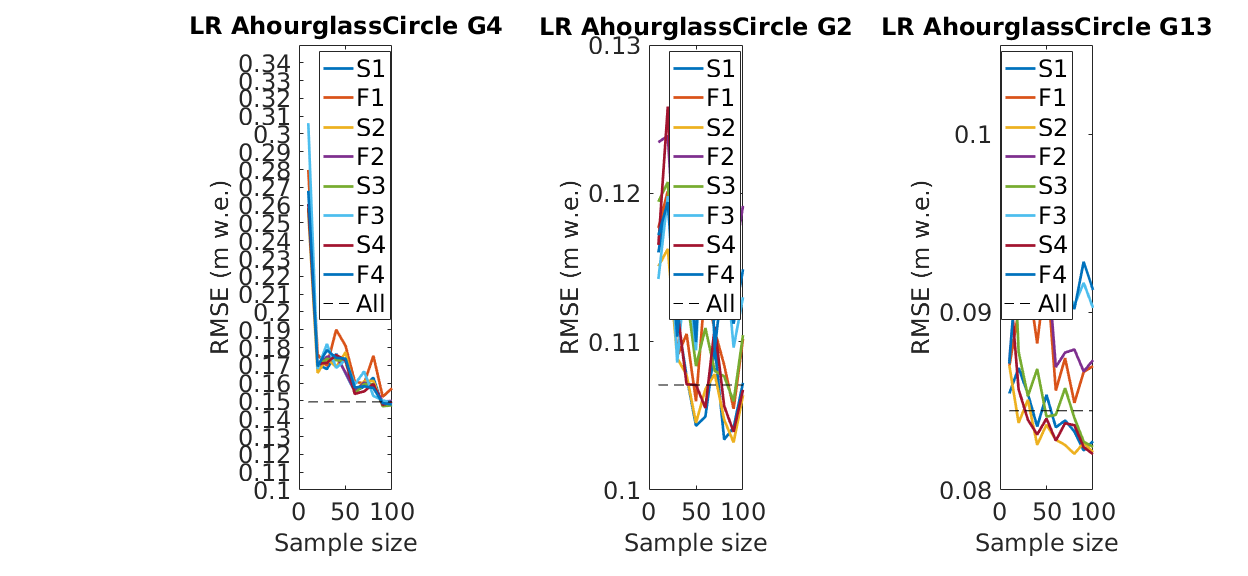 LR AhourglassCircle G4
RMSE (m w.e.)
0.34
0.33
0.32
0.31
0.3
0.29
0.28
0.27
0.26
0.25
0.24
0.23
0.22
0.21
0.2
0.19
0.18
0.17
0.16
0.15
0.14
0.13
0.12
0.11
0.1
S1
F1
S2
F2
S3
F3
S4
F4
All
0 50 100
Sample size
LR AhourglassCircle G2
RMSE (m w.e.)
0.13
0.12
0.11
0.1
S1
F1
S2
F2
S3
F3
S4
F4
All
0 50 100
Sample size
LR AhourglassCircle G13
RMSE (m w.e.)
0.1
0.09
0.08
S1
F1
S2
F2
S3
F3
S4
F4
All
0 50 100
Sample size